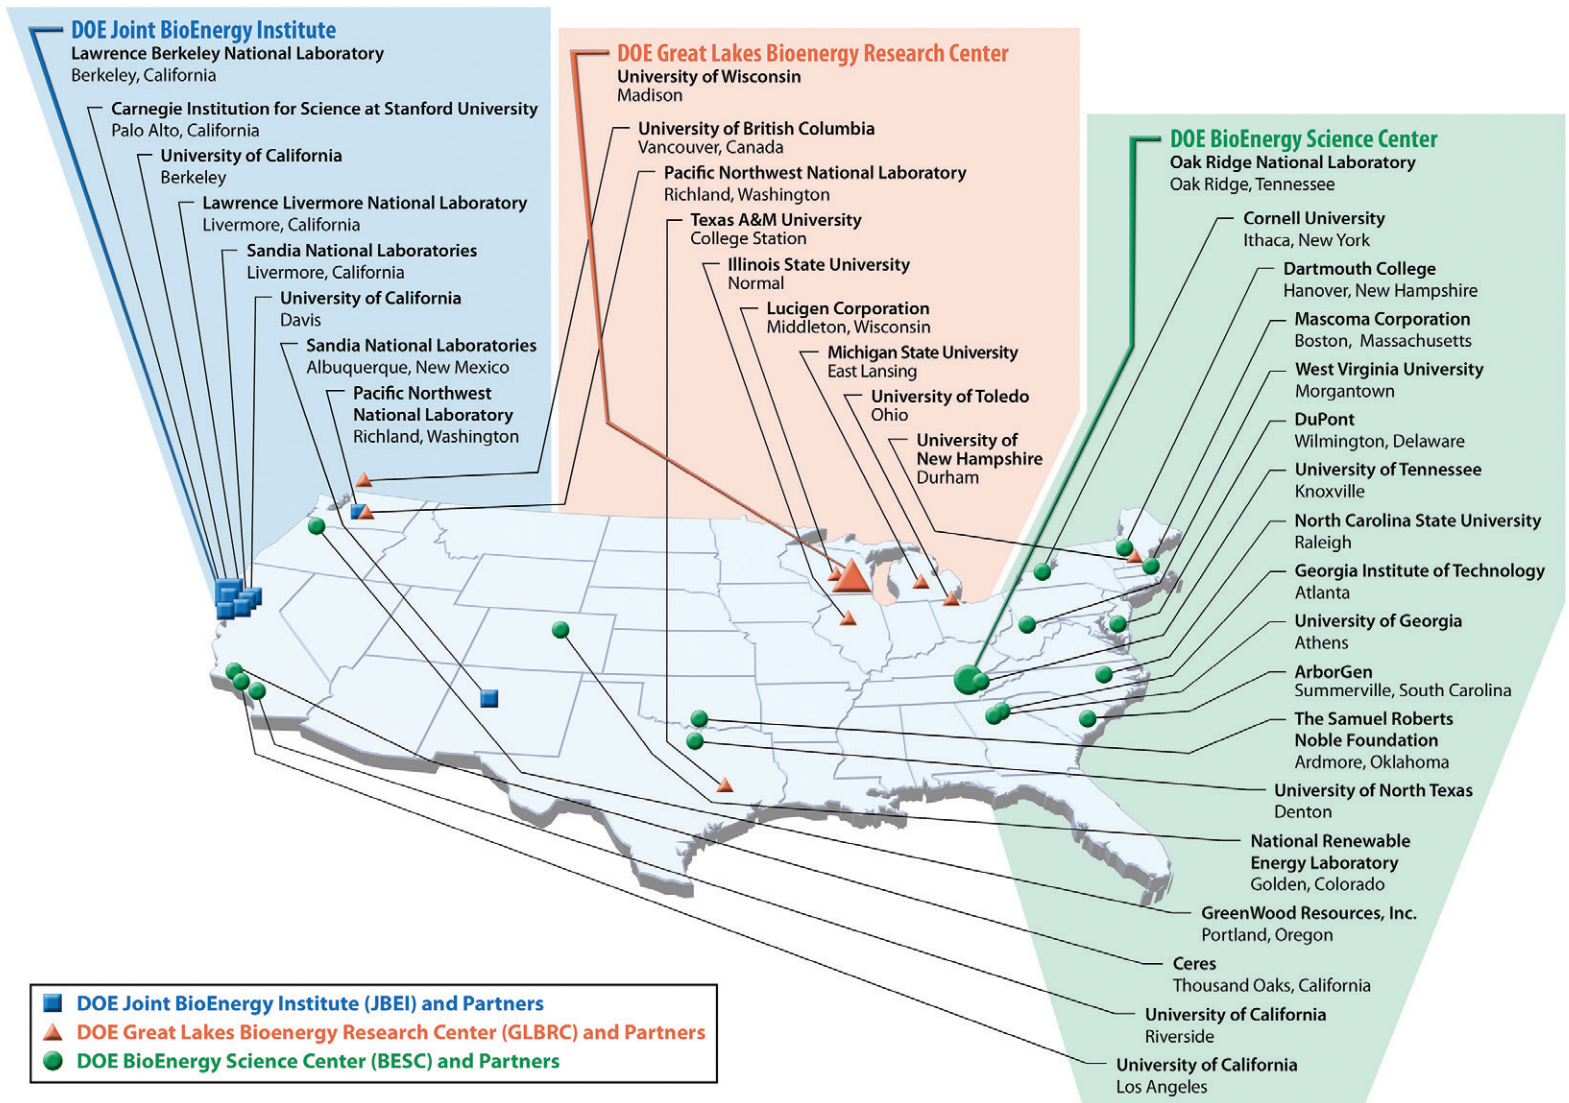 DOE Joint BioEnergy Institute
Lawrence Berkeley National Laboratory
Berkeley, California
Carnegie Institution for Science at Stanford University
Palo Alto, California
University of California
Berkeley
Lawrence Livermore National Laboratory
Livermore, California
Sandia National Laboratories
Livermore, California
University of California
Davis
Sandia National Laboratories
Albuquerque, New Mexico
Pacific Northwest
National Laboratory
Richland, Washington
DOE Great Lakes Bioenergy Research Center
University of Wisconsin
Madison
University of British Columbia
Vancouver, Canada
Pacific Northwest National Laboratory
Richland, Washington
Texas A&M University
College Station
Illinois State University
Normal
Lucigen Corporation
Middleton, Wisconsin
Michigan State University
East Lansing
University of Toledo
Ohio
University of
New Hampshire
Durham
DOE BioEnergy Science Center
Oak Ridge National Laboratory
Oak Ridge, Tennessee
Cornell University
Ithaca, New York
Dartmouth College
Hanover, New Hampshire
Mascoma Corporation
Boston, Massachusetts
West Virginia University
Morgantown
DuPont
Wilmington, Delaware
University of Tennessee
Knoxville
North Carolina State University
Raleigh
Georgia Institute of Technology
Atlanta
University of Georgia
Athens
ArborGen
Summerville, South Carolina
The Samuel Roberts
Noble Foundation
Ardmore, Oklahoma
University of North Texas
Denton
National Renewable
Energy Laboratory
Golden, Colorado
GreenWood Resources, Inc.
Portland, Oregon
Ceres
Thousand Oaks, California
University of California
Riverside
University of California
Los Angeles
DOE Joint BioEnergy Institute (JBEI) and Partners
DOE Great Lakes Bioenergy Research Center (GLBRC) and Partners
DOE BioEnergy Science Center (BESC) and Partners